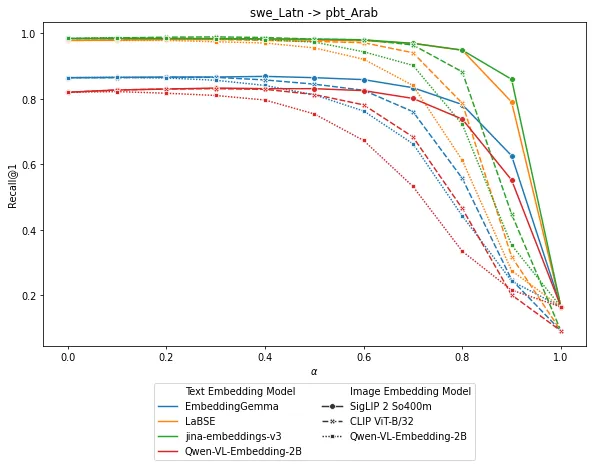 swe_Latn -> pbt_Arab
Recall@1
1.0
0.8
0.6
0.4
0.2
0.0 0.2 0.4 0.6 0.8 1.0
α
Text Embedding Model Image Embedding Model
EmbeddingGemma SigLIP 2 So400m
LaBSE CLIP ViT-B/32
jina-embeddings-v3 Qwen-VL-Embedding-2B
Qwen-VL-Embedding-2B